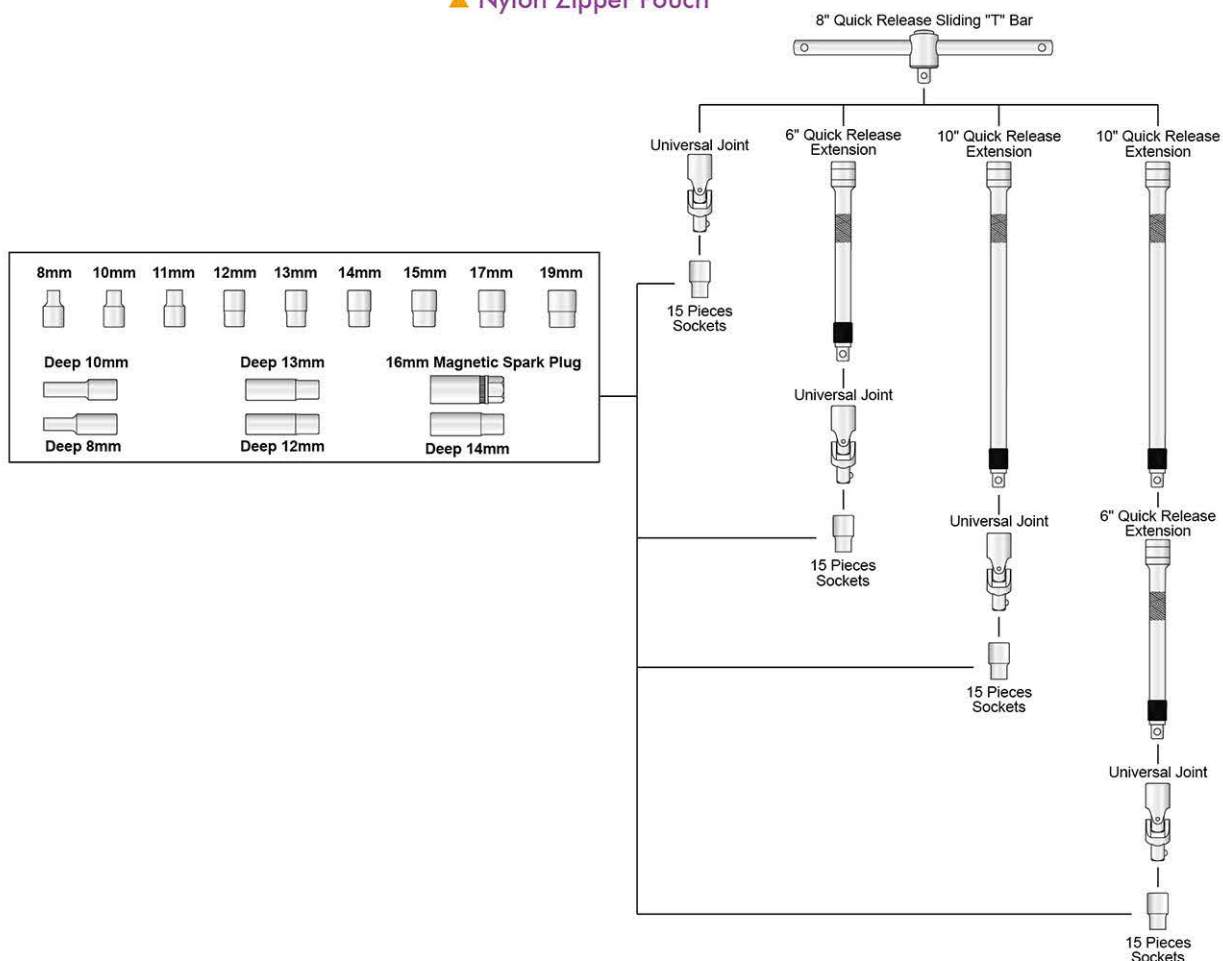 Nylon Zipper Pouch
8" Quick Release Sliding "T" Bar
Universal Joint
6" Quick Release
Extension
10" Quick Release
Extension
10" Quick Release
Extension
8mm 10mm 11mm 12mm 13mm 14mm 15mm 17mm 19mm
15 Pieces
Sockets
Deep 10mm Deep 13mm 16mm Magnetic Spark Plug
Deep 8mm Deep 12mm Deep 14mm
Universal Joint
15 Pieces
Sockets
Universal Joint
15 Pieces
Sockets
6" Quick Release
Extension
Universal Joint
15 Pieces
Sockets